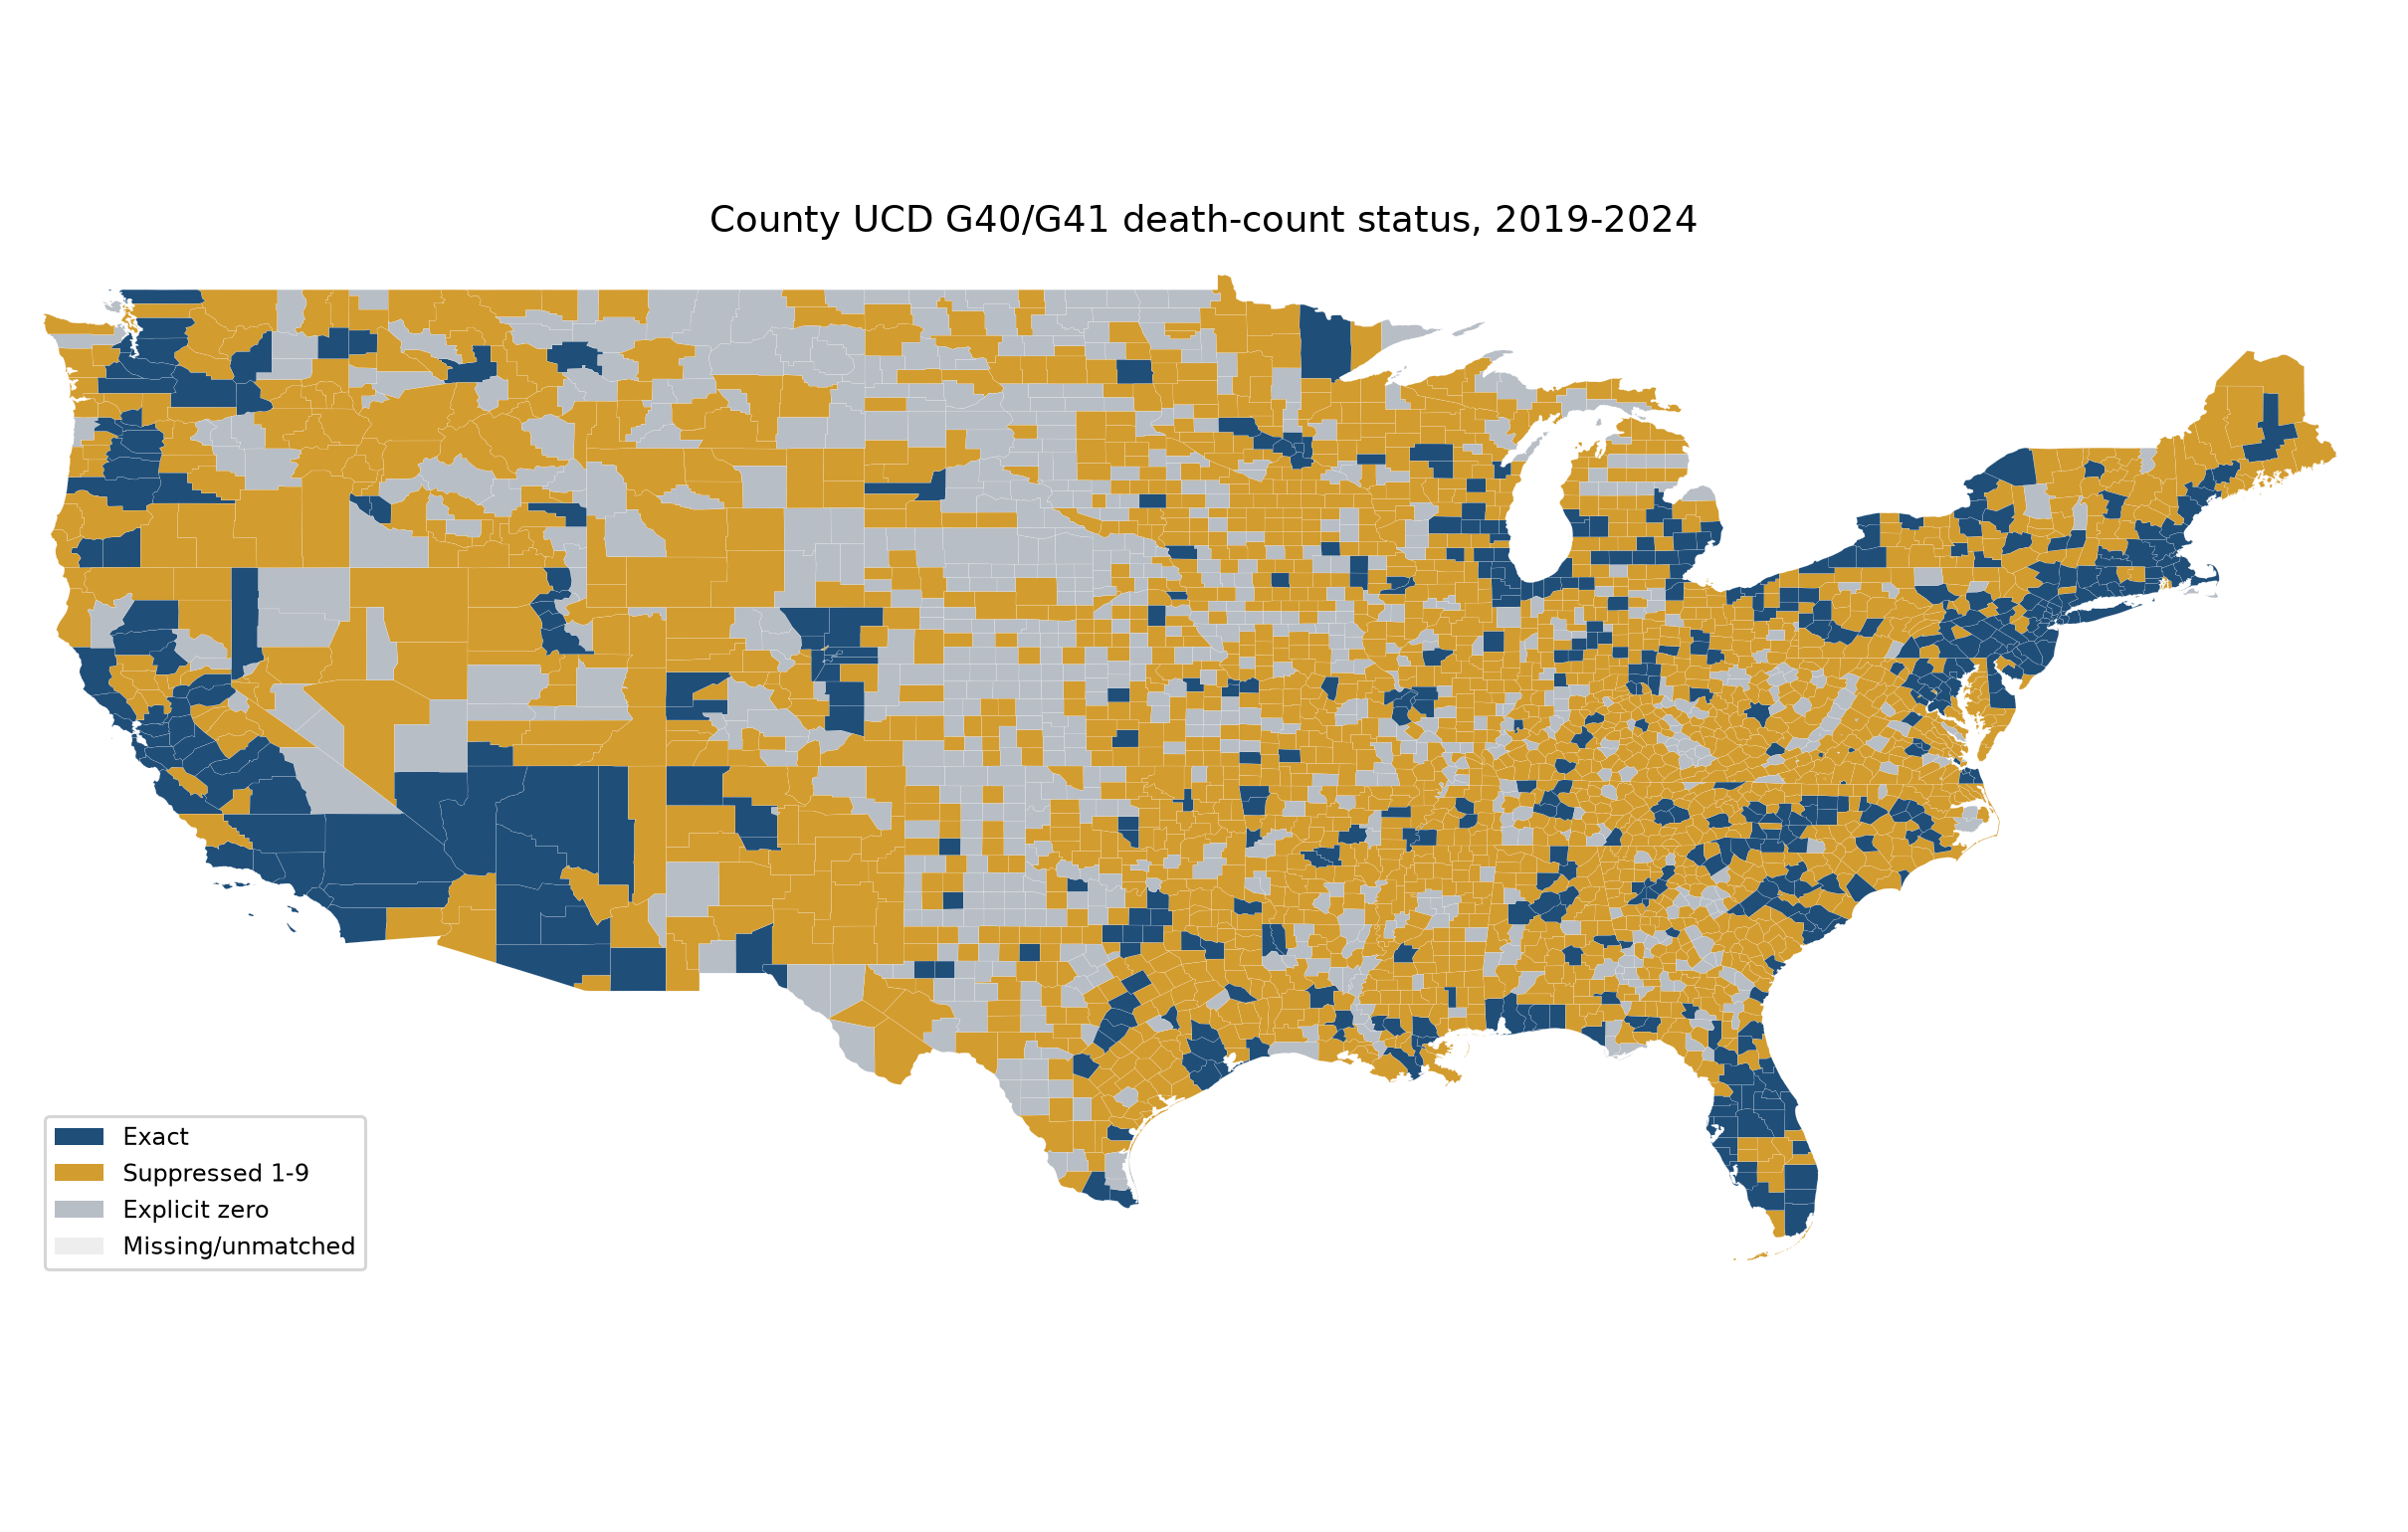 County UCD G40/G41 death-count status, 2019-2024
Exact
Suppressed 1-9
Explicit zero
Missing/unmatched